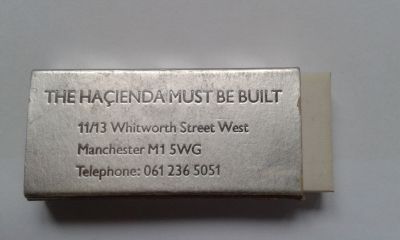 THE HAÇIENDA MUST BE BUILT
11/13 Whitworth Street West
Manchester M1 5WG
Telephone: 061 236 5051